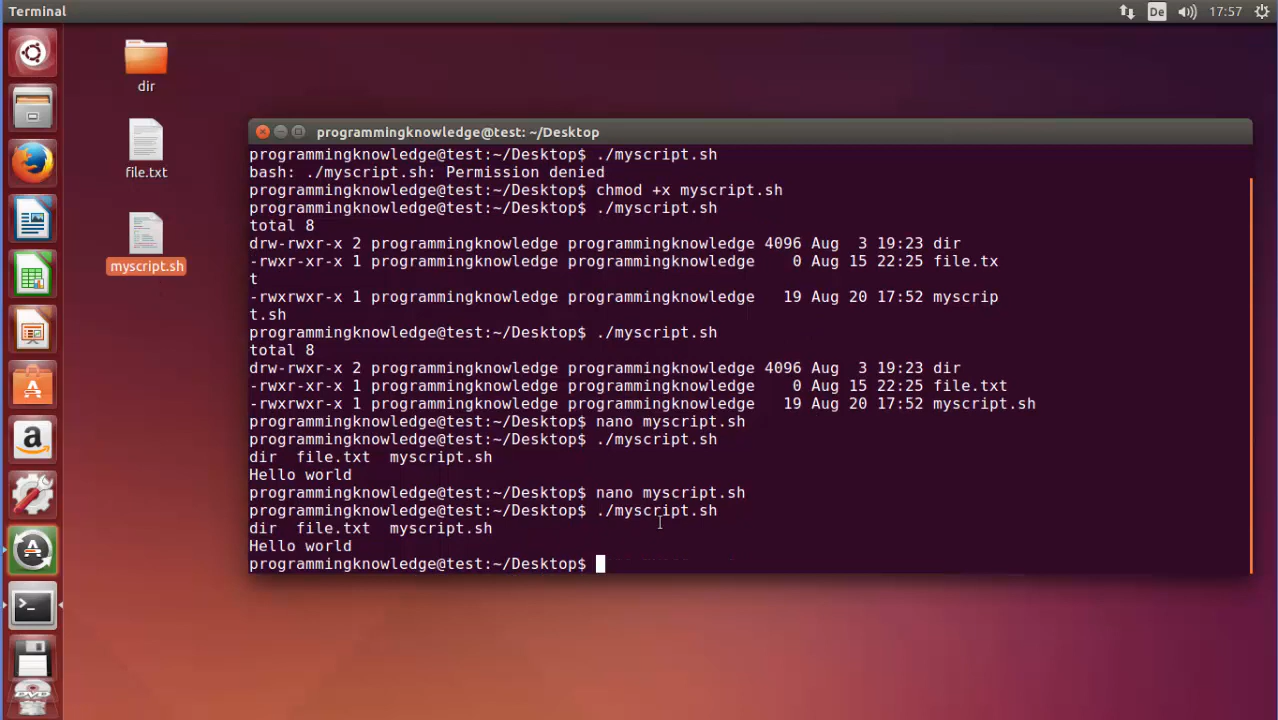 Terminal
De
17:57
dir
file.txt
myscript.sh
programmingknowledge@test: ~/Desktop
programmingknowledge@test:~/Desktop$ ./myscript.sh
bash: ./myscript.sh: Permission denied
programmingknowledge@test:~/Desktop$ chmod +x myscript.sh
programmingknowledge@test:~/Desktop$ ./myscript.sh
total 8
drw-rwxr-x 2 programmingknowledge programmingknowledge 4096 Aug  3 19:23 dir
-rwxr-xr-x 1 programmingknowledge programmingknowledge    0 Aug 15 22:25 file.tx
t
-rwxrwxr-x 1 programmingknowledge programmingknowledge   19 Aug 20 17:52 myscrip
t.sh
programmingknowledge@test:~/Desktop$ ./myscript.sh
total 8
drw-rwxr-x 2 programmingknowledge programmingknowledge 4096 Aug  3 19:23 dir
-rwxr-xr-x 1 programmingknowledge programmingknowledge    0 Aug 15 22:25 file.txt
-rwxrwxr-x 1 programmingknowledge programmingknowledge   19 Aug 20 17:52 myscript.sh
programmingknowledge@test:~/Desktop$ nano myscript.sh
programmingknowledge@test:~/Desktop$ ./myscript.sh
dir  file.txt  myscript.sh
Hello world
programmingknowledge@test:~/Desktop$ nano myscript.sh
programmingknowledge@test:~/Desktop$ ./myscript.sh
dir  file.txt  myscript.sh
Hello world
programmingknowledge@test:~/Desktop$